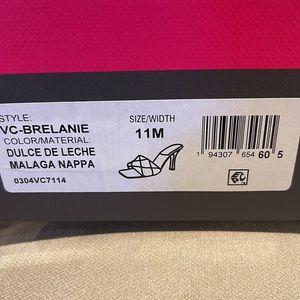 STYLE:
VC-BRELANIE
COLOR/MATERIAL:
DULCE DE LECHE
MALAGA NAPPA
0304VC7114
SIZE/WIDTH
11M
1 94307 654 60 5